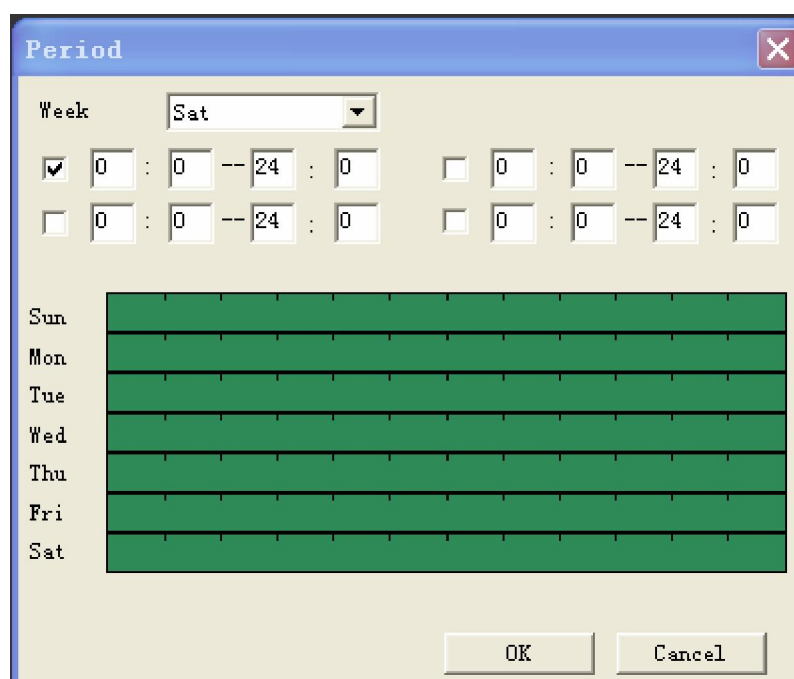 Period
Week Sat
0 : 0 -- 24 : 0 0 : 0 -- 24 : 0
0 : 0 -- 24 : 0 0 : 0 -- 24 : 0
Sun
Mon
Tue
Wed
Thu
Fri
Sat
OK Cancel